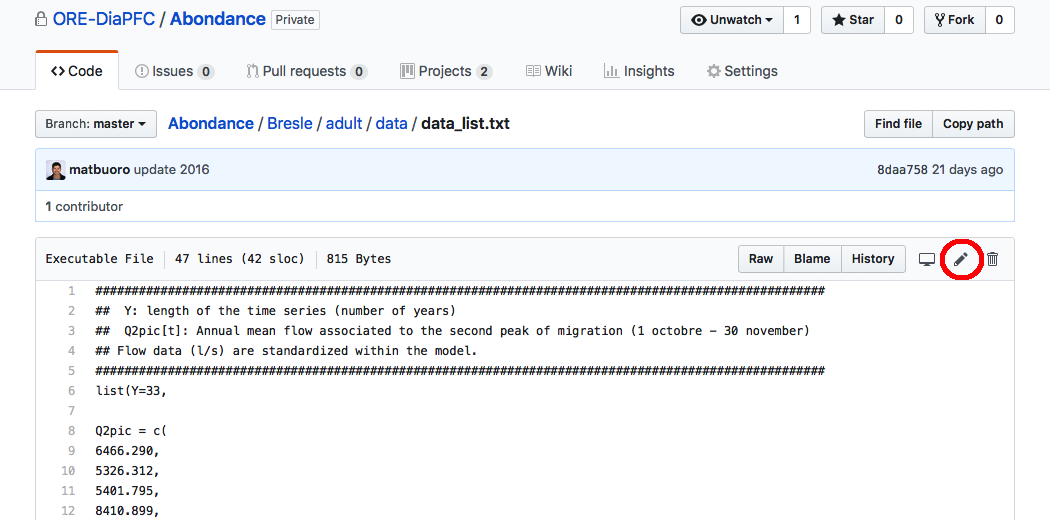 ORE-DiaPFC / Abondance Private Unwatch 1 Star 0 Fork 0
Code Issues 0 Pull requests 0 Projects 2 Wiki Insights Settings
Branch: master Abondance / Bresle / adult / data / data_list.txt Find file Copy path
matbuoro update 2016 8daa758 21 days ago
1 contributor
Executable File 47 lines (42 sloc) 815 Bytes Raw Blame History
1 #####################################################################################################
2 ## Y: length of the time series (number of years)
3 ## Q2pic[t]: Annual mean flow associated to the second peak of migration (1 octobre – 30 november)
4 ## Flow data (l/s) are standardized within the model.
5 #####################################################################################################
6 list(Y=33,
7
8 Q2pic = c(
9 6466.290,
10 5326.312,
11 5401.795,
12 8410.899,